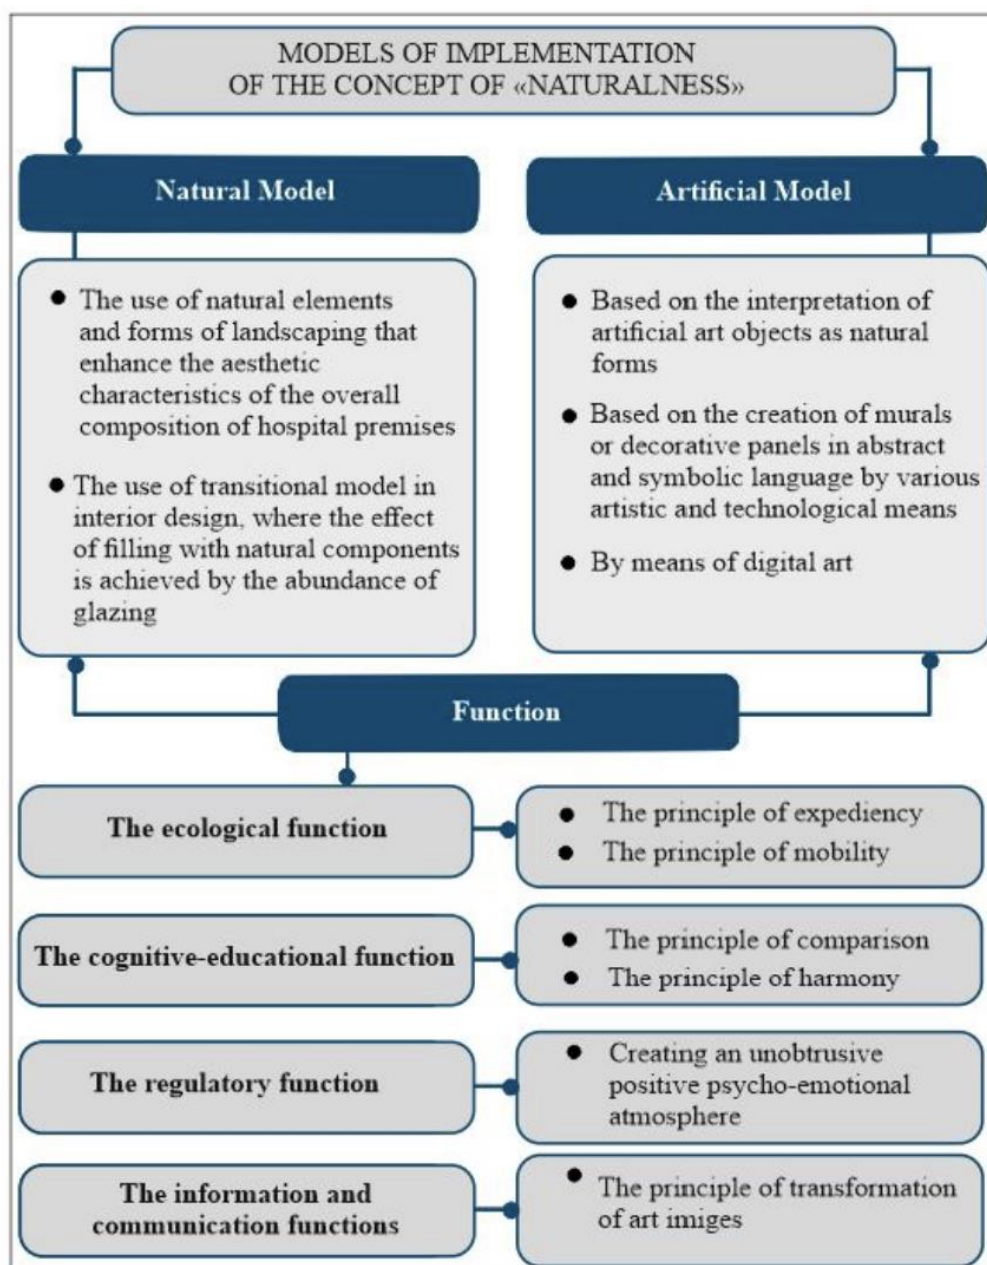 MODELS OF IMPLEMENTATION
OF THE CONCEPT OF «NATURALNESS»
Natural Model
● The use of natural elements
and forms of landscaping that
enhance the aesthetic
characteristics of the overall
composition of hospital premises
● The use of transitional model in
interior design, where the effect
of filling with natural components
is achieved by the abundance of
glazing
Artificial Model
● Based on the interpretation of
artificial art objects as natural
forms
● Based on the creation of murals
or decorative panels in abstract
and symbolic language by various
artistic and technological means
● By means of digital art
Function
The ecological function
● The principle of expediency
● The principle of mobility
The cognitive-educational function
● The principle of comparison
● The principle of harmony
The regulatory function
● Creating an unobtrusive
positive psycho-emotional
atmosphere
The information and
communication functions
● The principle of transformation
of art imiges